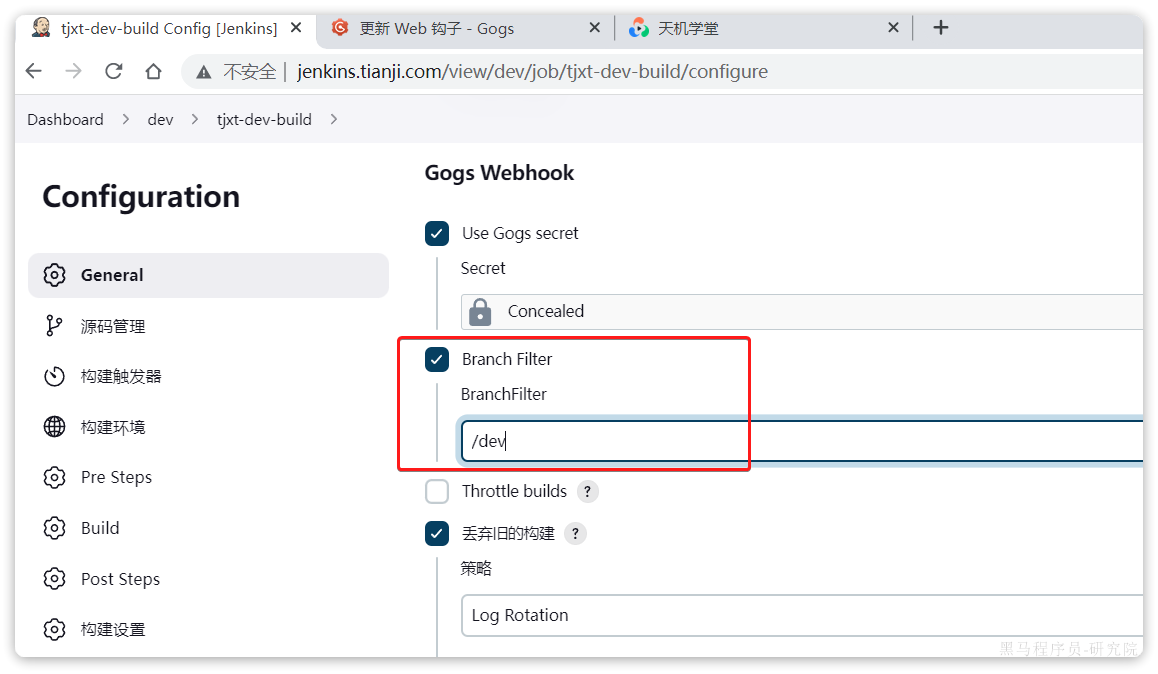 tjxt-dev-build Config [Jenkins]
更新 Web 钩子 - Gogs
天机学堂
不安全
jenkins.tianji.com/view/dev/job/tjxt-dev-build/configure
Dashboard
dev
tjxt-dev-build
Configuration
General
源码管理
构建触发器
构建环境
Pre Steps
Build
Post Steps
构建设置
Gogs Webhook
Use Gogs secret
Secret
Concealed
Branch Filter
BranchFilter
/dev
Throttle builds ?
丢弃旧的构建 ?
策略
Log Rotation
黑马程序员-研究院